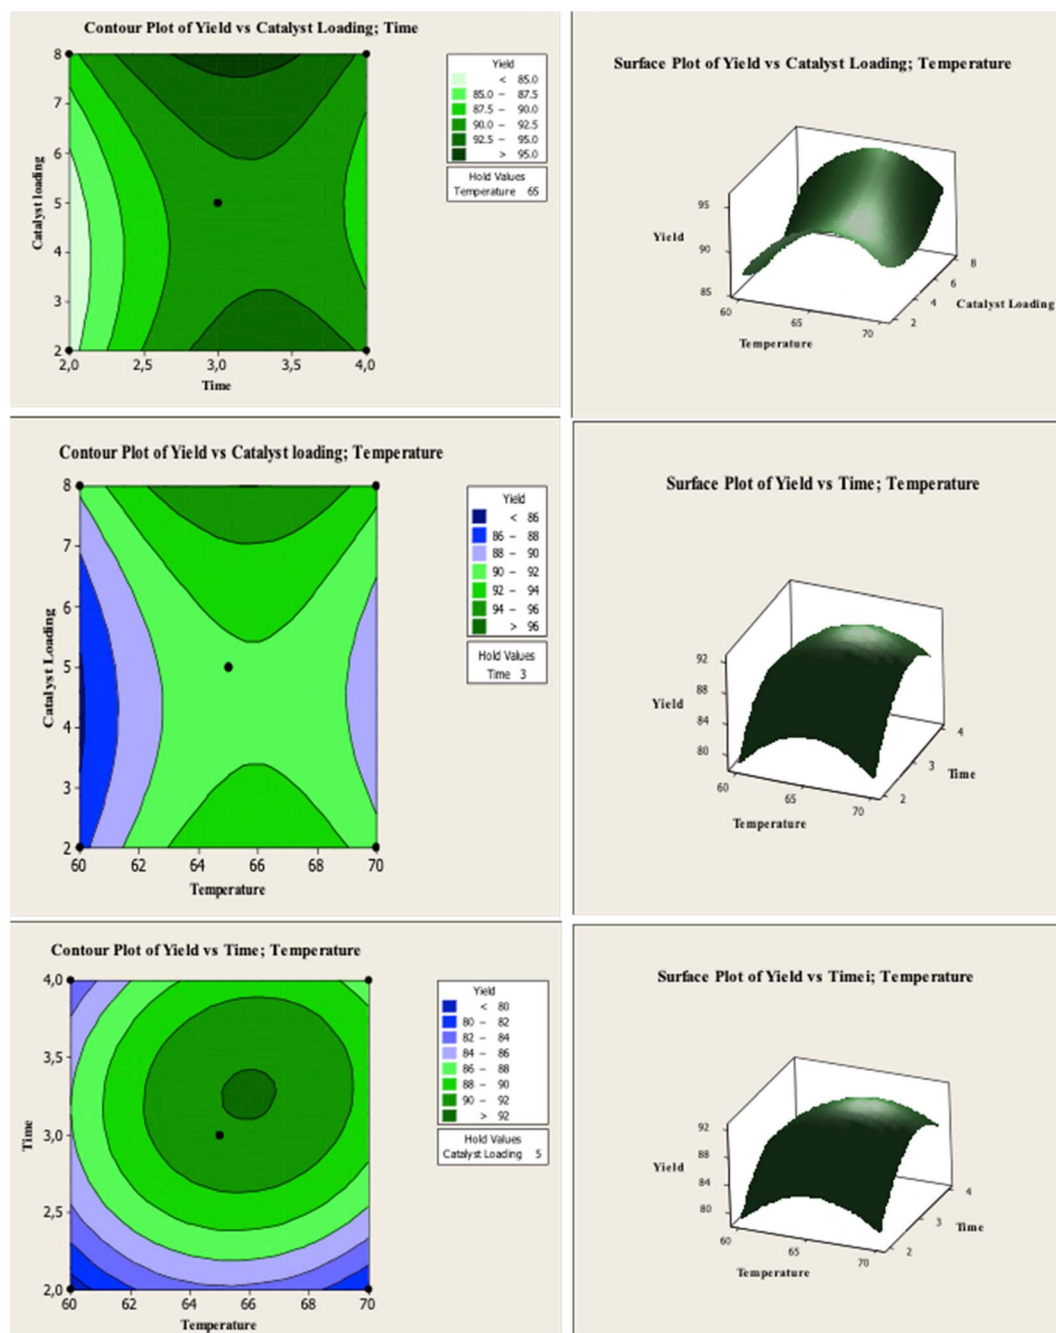 Contour Plot of Yield vs Catalyst Loading; Time
8
7
6
5
4
3
2
Catalyst loading
2,0 2,5 3,0 3,5 4,0
Time
Yield
< 85.0
85.0 – 87.5
87.5 – 90.0
90.0 – 92.5
92.5 – 95.0
> 95.0
Hold Values
Temperature 65
Surface Plot of Yield vs Catalyst Loading; Temperature
95
90
85
Yield
60 65 70
Temperature
8
6
4
2
Catalyst Loading
Contour Plot of Yield vs Catalyst loading; Temperature
8
7
6
5
4
3
2
Catalyst Loading
60 62 64 66 68 70
Temperature
Yield
< 86
86 – 88
88 – 90
90 – 92
92 – 94
94 – 96
> 96
Hold Values
Time 3
Surface Plot of Yield vs Time; Temperature
92
88
84
80
Yield
60 65 70
Temperature
4
3
2
Time
Contour Plot of Yield vs Time; Temperature
4,0
3,5
3,0
2,5
2,0
Time
60 62 64 66 68 70
Temperature
Yield
< 80
80 – 82
82 – 84
84 – 86
86 – 88
88 – 90
90 – 92
> 92
Hold Values
Catalyst Loading 5
Surface Plot of Yield vs Timei; Temperature
92
88
84
80
Yield
60 65 70
Temperature
4
3
2
Time